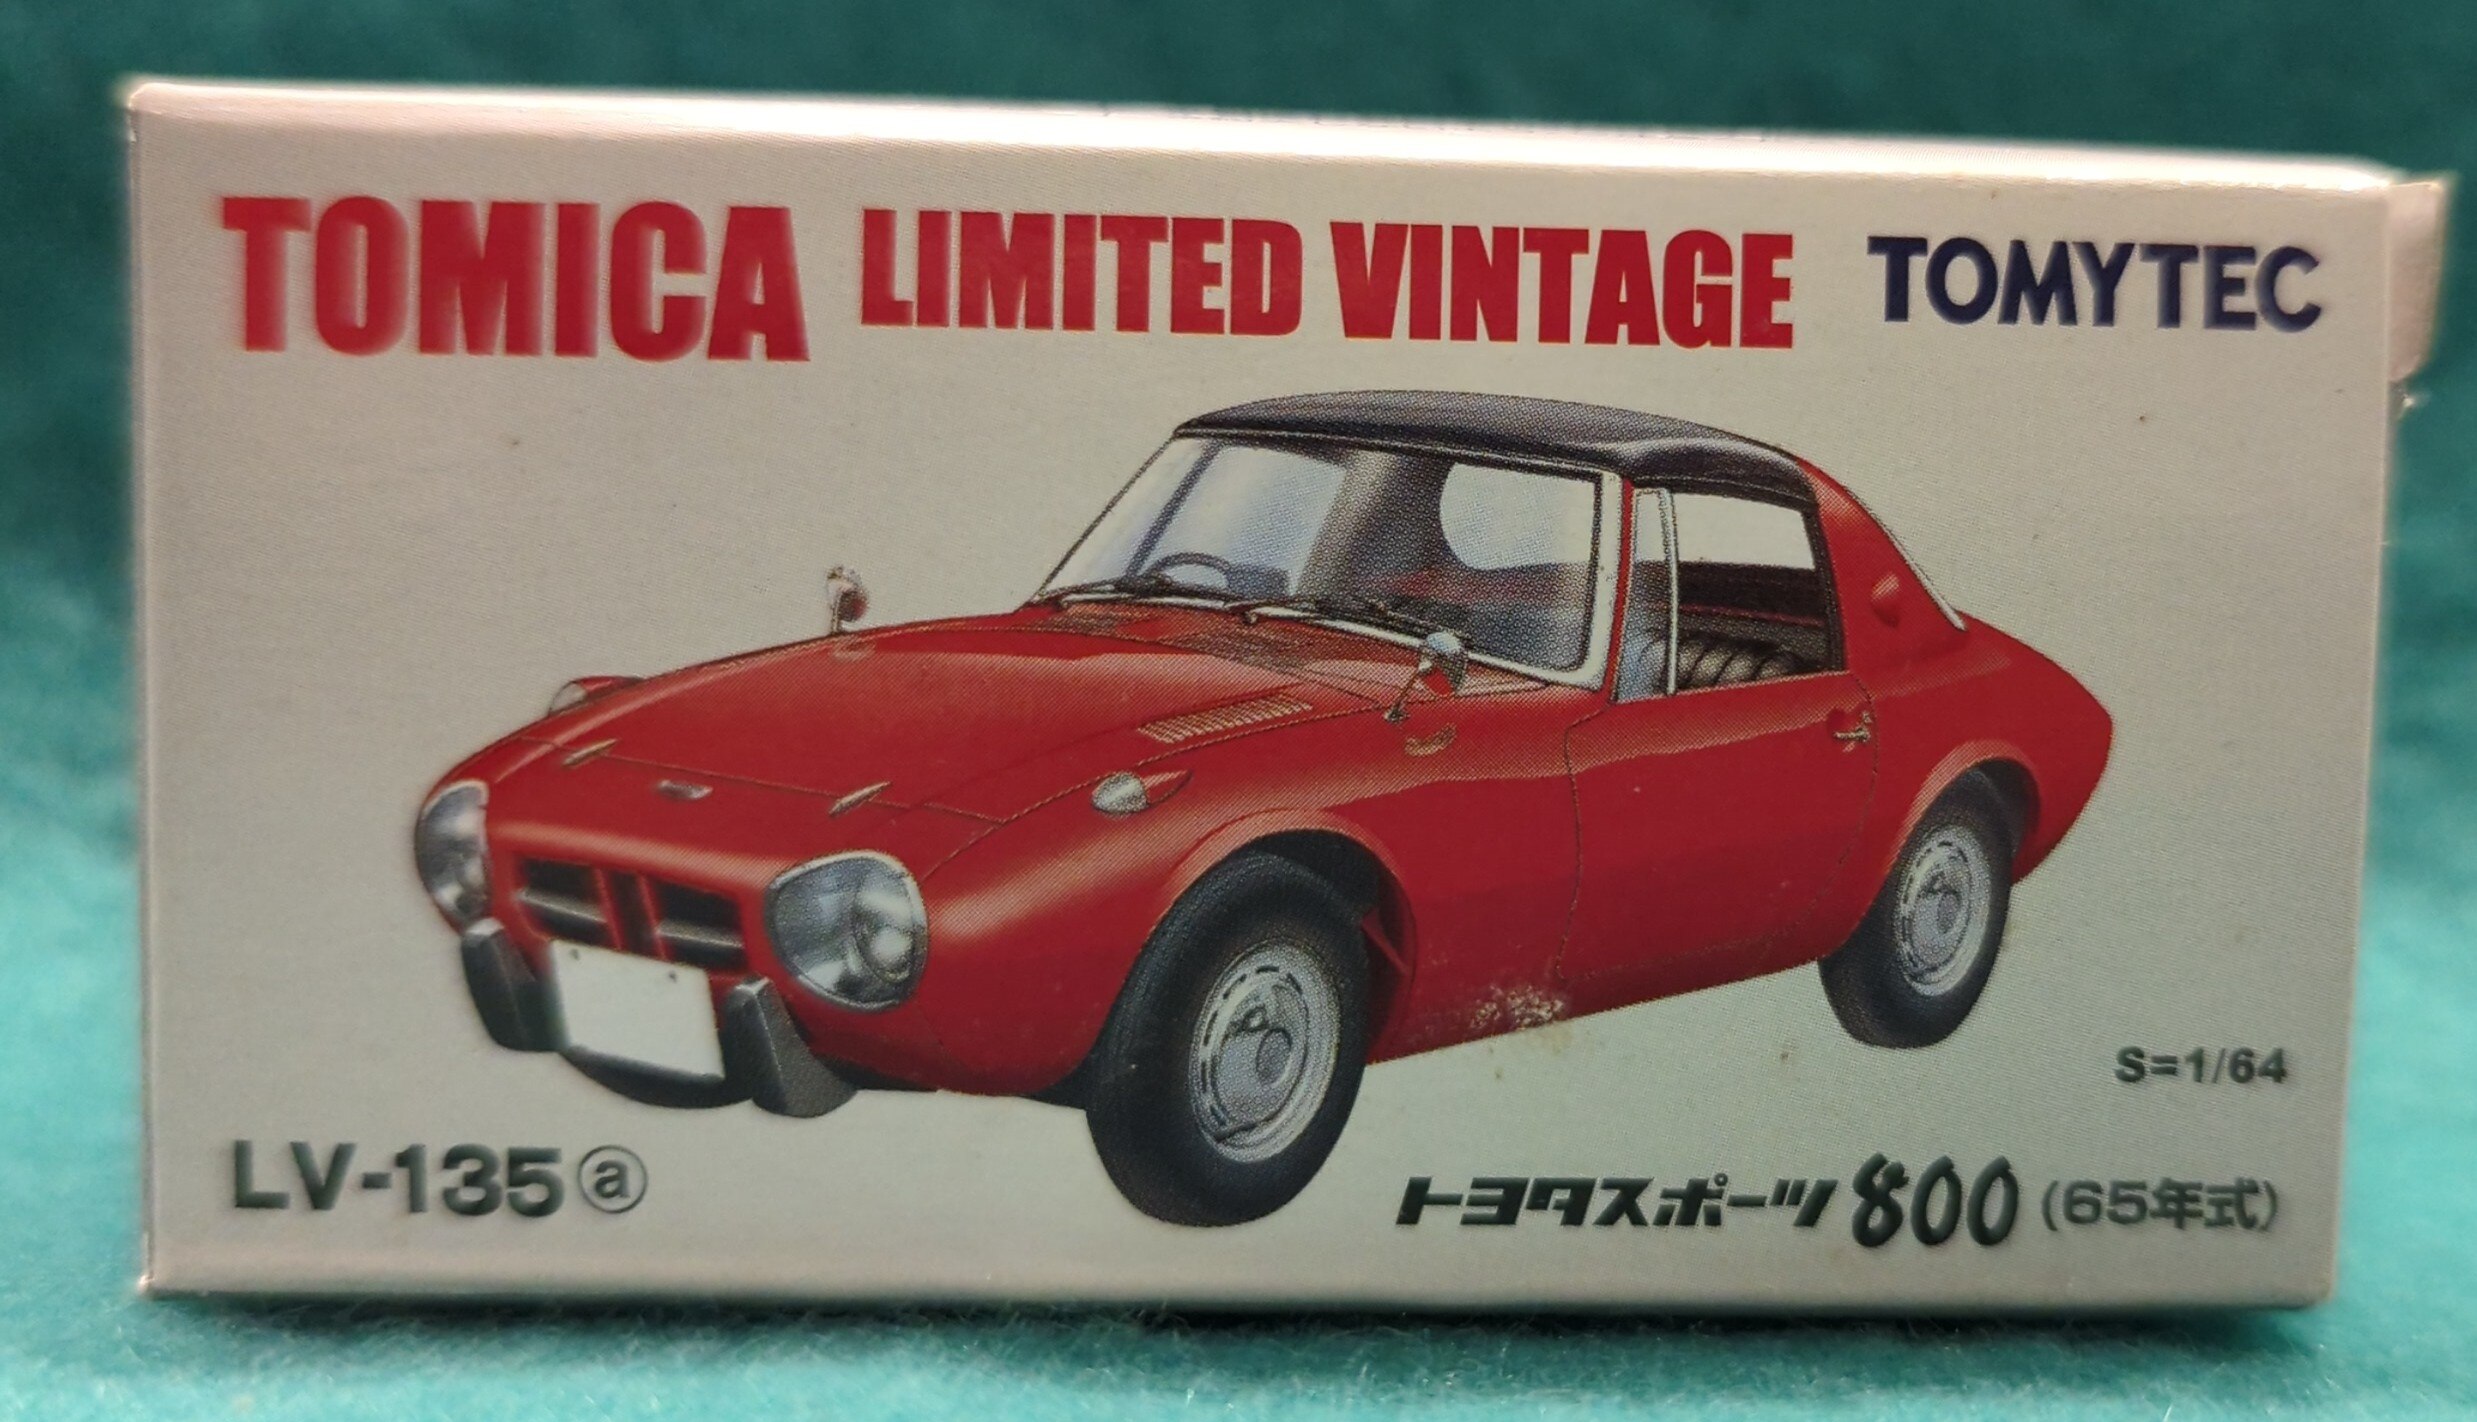 TOMICA LIMITED VINTAGE TOMYTEC
S=1/64
LV-135ⓐ
トヨタスポーツ800 (65年式)